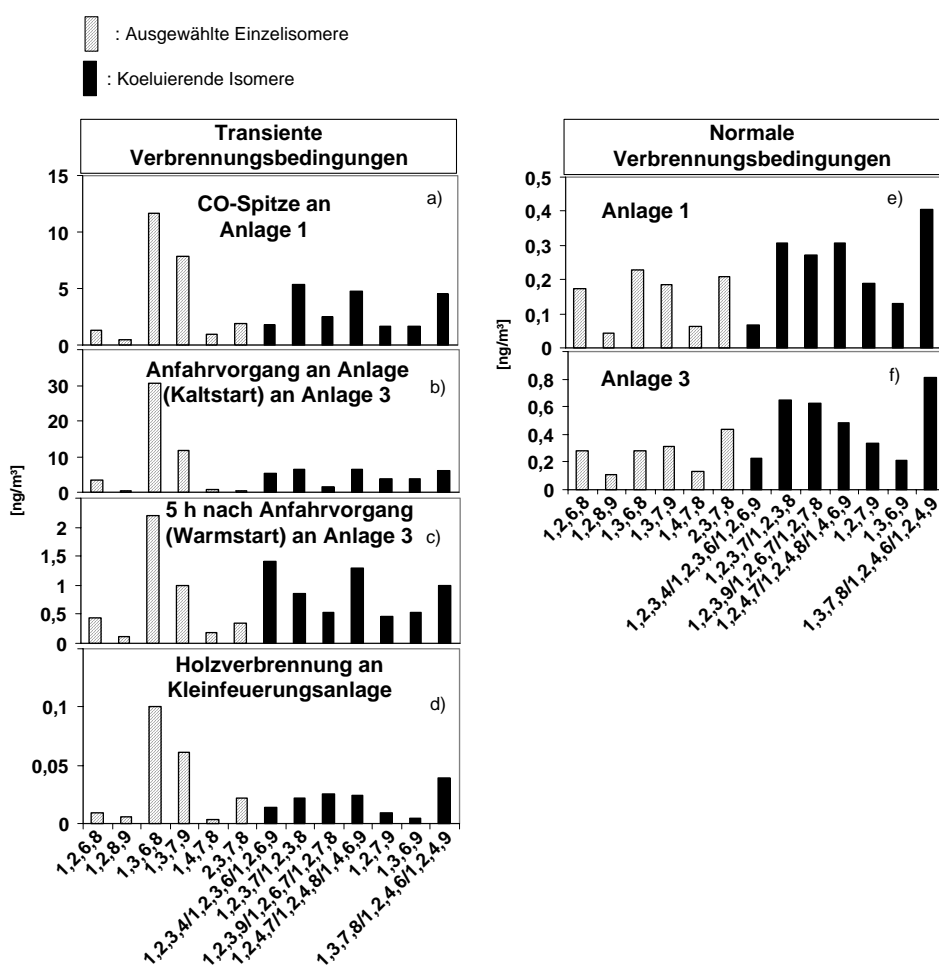 : Ausgewählte Einzelisomere
: Koeluierende Isomere
Transiente
Verbrennungsbedingungen
15
10
5
0
CO-Spitze an
Anlage 1
a)
30
20
10
0
Anfahrvorgang an Anlage
(Kaltstart) an Anlage 3
b)
[ng/m³]
2
1,5
1
0,5
0
5 h nach Anfahrvorgang
(Warmstart) an Anlage 3
c)
0,1
0,05
0
Holzverbrennung an
Kleinfeuerungsanlage
d)
1,2,6,8
1,2,8,9
1,3,6,8
1,3,7,9
1,4,7,8
2,3,7,8
1,2,3,4/1,2,3,6/1,2,6,9
1,2,3,7/1,2,3,8
1,2,3,9/1,2,6,7/1,2,7,8
1,2,4,7/1,2,4,8/1,4,6,9
1,2,7,9
1,3,6,9
1,3,7,8/1,2,4,6/1,2,4,9
Normale
Verbrennungsbedingungen
0,5
0,4
0,3
0,2
0,1
0
Anlage 1
e)
[ng/m³]
0,8
0,6
0,4
0,2
0
Anlage 3
f)
1,2,6,8
1,2,8,9
1,3,6,8
1,3,7,9
1,4,7,8
2,3,7,8
1,2,3,4/1,2,3,6/1,2,6,9
1,2,3,7/1,2,3,8
1,2,3,9/1,2,6,7/1,2,7,8
1,2,4,7/1,2,4,8/1,4,6,9
1,2,7,9
1,3,6,9
1,3,7,8/1,2,4,6/1,2,4,9